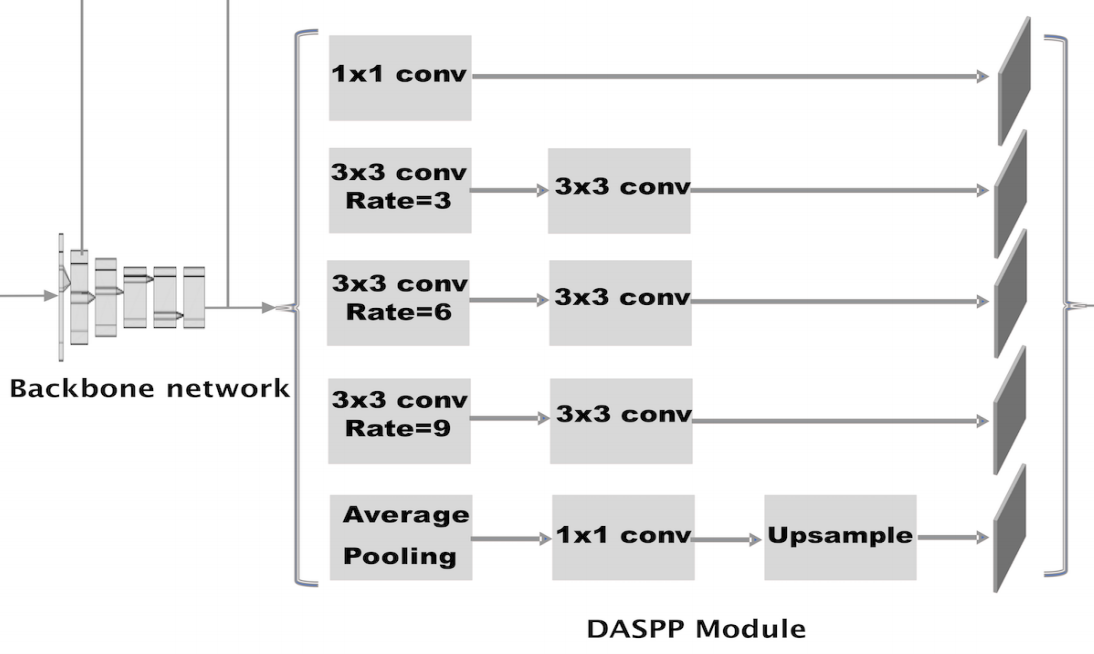 1x1 conv
3x3 conv
Rate=3
3x3 conv
3x3 conv
Rate=6
3x3 conv
Backbone network
3x3 conv
Rate=9
3x3 conv
Average
Pooling
1x1 conv
Upsample
DASPP Module